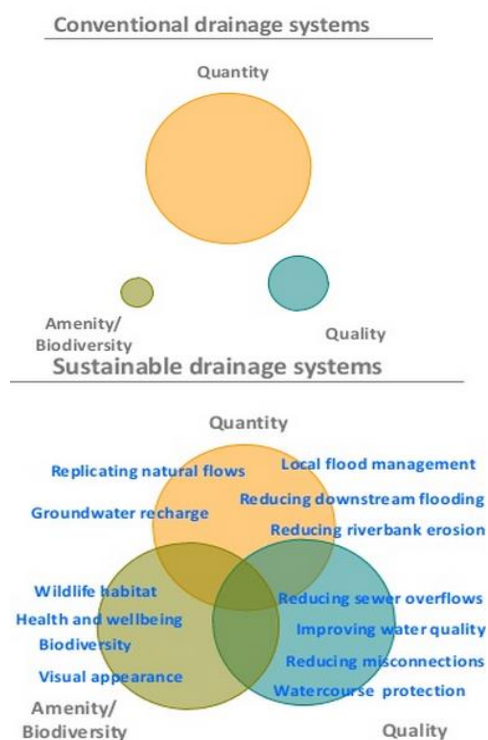 Conventional drainage systems
Quantity
Amenity/
Biodiversity
Quality
Sustainable drainage systems
Quantity
Replicating natural flows
Local flood management
Groundwater recharge
Reducing downstream flooding
Reducing riverbank erosion
Wildlife habitat
Health and wellbeing
Biodiversity
Visual appearance
Reducing sewer overflows
Improving water quality
Reducing misconnections
Watercourse protection
Amenity/
Biodiversity
Quality